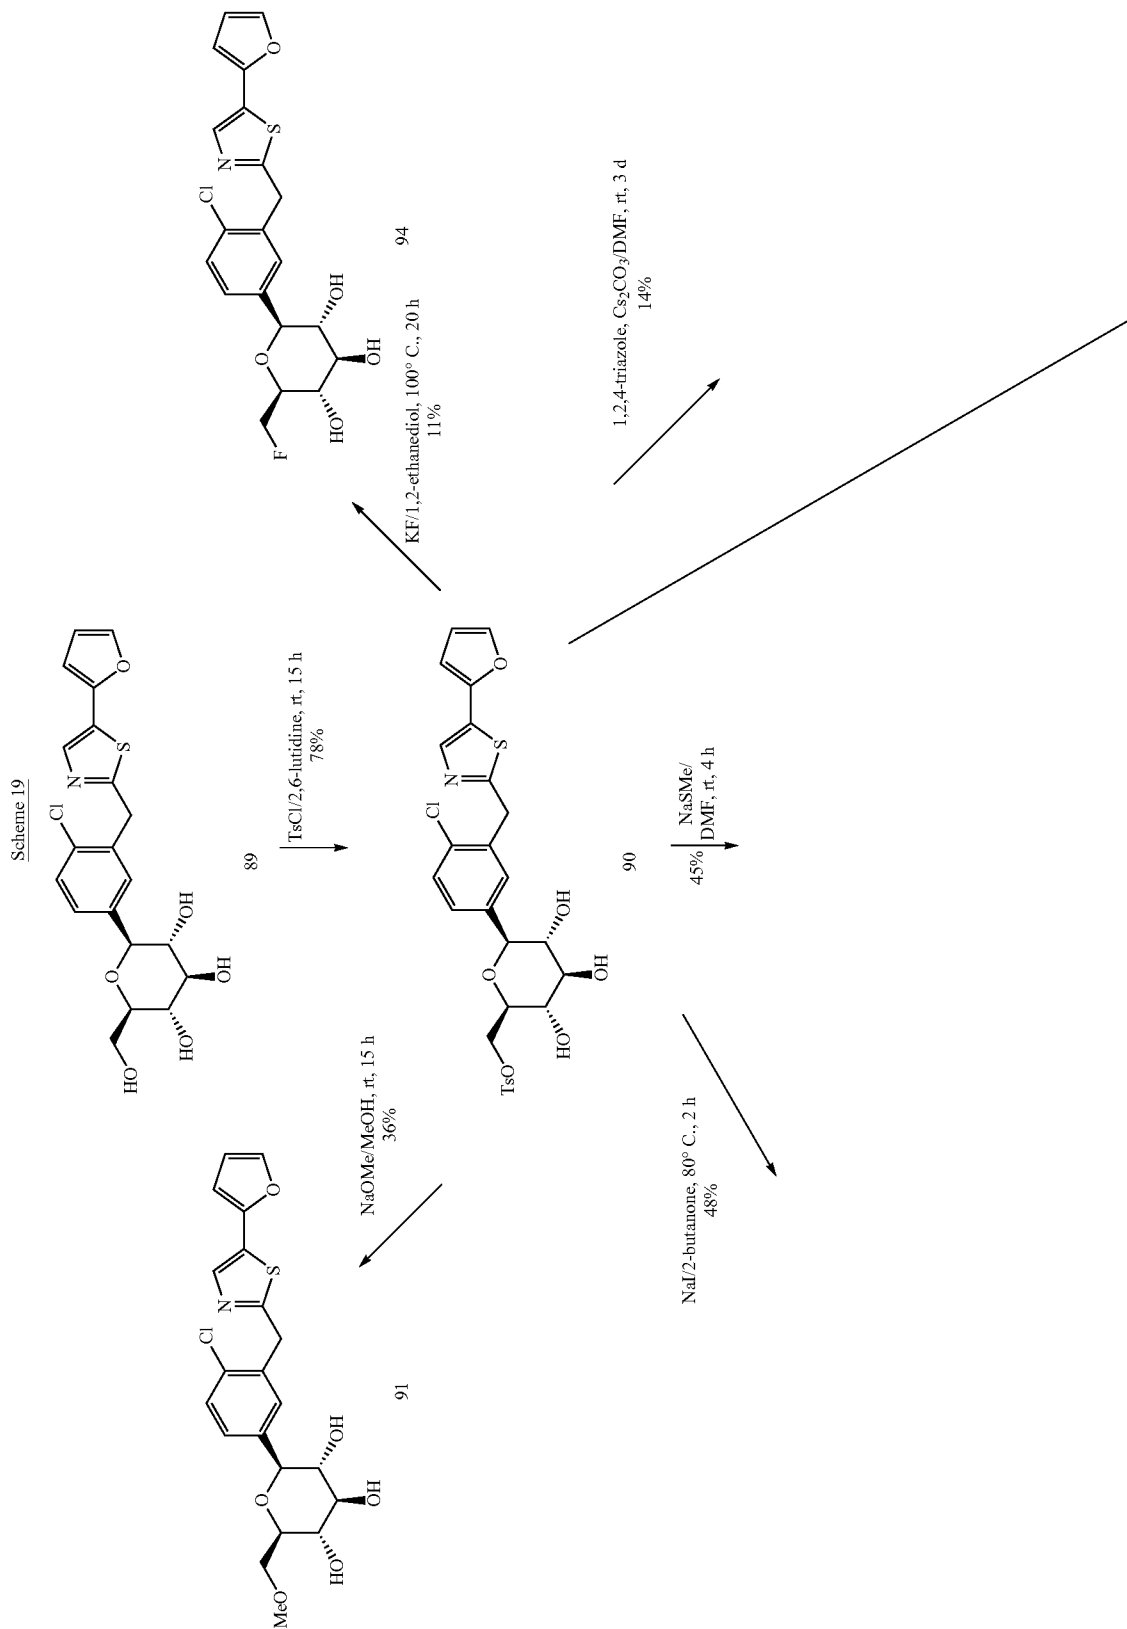 Scheme 19
HO
O
HO
OH
OH
Cl
N
S
O
89
TsCl/2,6-lutidine, rt, 15 h
78%
MeO
O
HO
OH
OH
Cl
N
S
O
91
NaOMe/MeOH, rt, 15 h
36%
TsO
O
HO
OH
OH
Cl
N
S
O
90
F
O
HO
OH
OH
Cl
N
S
O
94
KF/1,2-ethanediol, 100° C., 20 h
11%
NaI/2-butanone, 80° C., 2 h
48%
45%
NaSMe/
DMF, rt, 4 h
1,2,4-triazole, Cs₂CO₃/DMF, rt, 3 d
14%